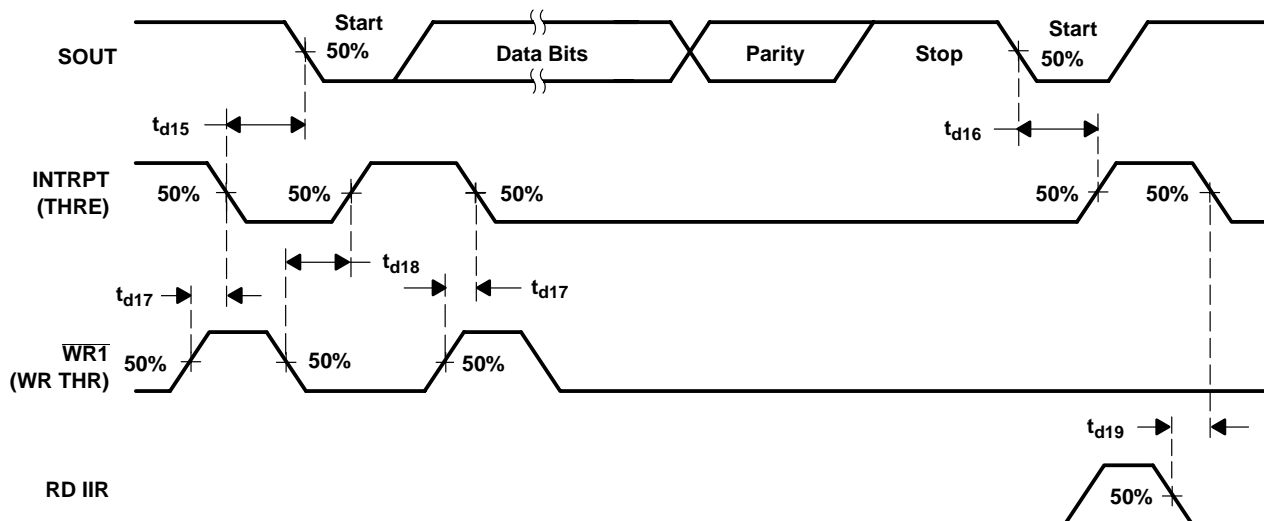 Start
Start
SOUT
50%
Data Bits
Parity
Stop
50%
td15
td16
INTRPT
(THRE)
50%
50%
50%
50%
50%
td18
td17
td17
WR1
(WR THR)
50%
50%
50%
td19
RD IIR
50%